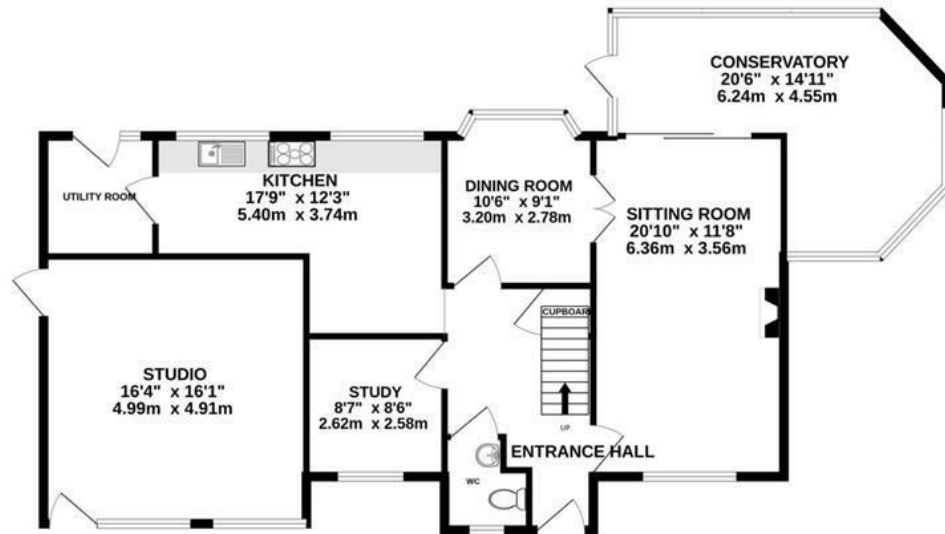 CONSERVATORY
20'6" x 14'11"
6.24m x 4.55m
UTILITY ROOM
KITCHEN
17'9" x 12'3"
5.40m x 3.74m
DINING ROOM
10'6" x 9'1"
3.20m x 2.78m
SITTING ROOM
20'10" x 11'8"
6.36m x 3.56m
CUPBOAR
STUDIO
16'4" x 16'1"
4.99m x 4.91m
STUDY
8'7" x 8'6"
2.62m x 2.58m
UP
ENTRANCE HALL
WC